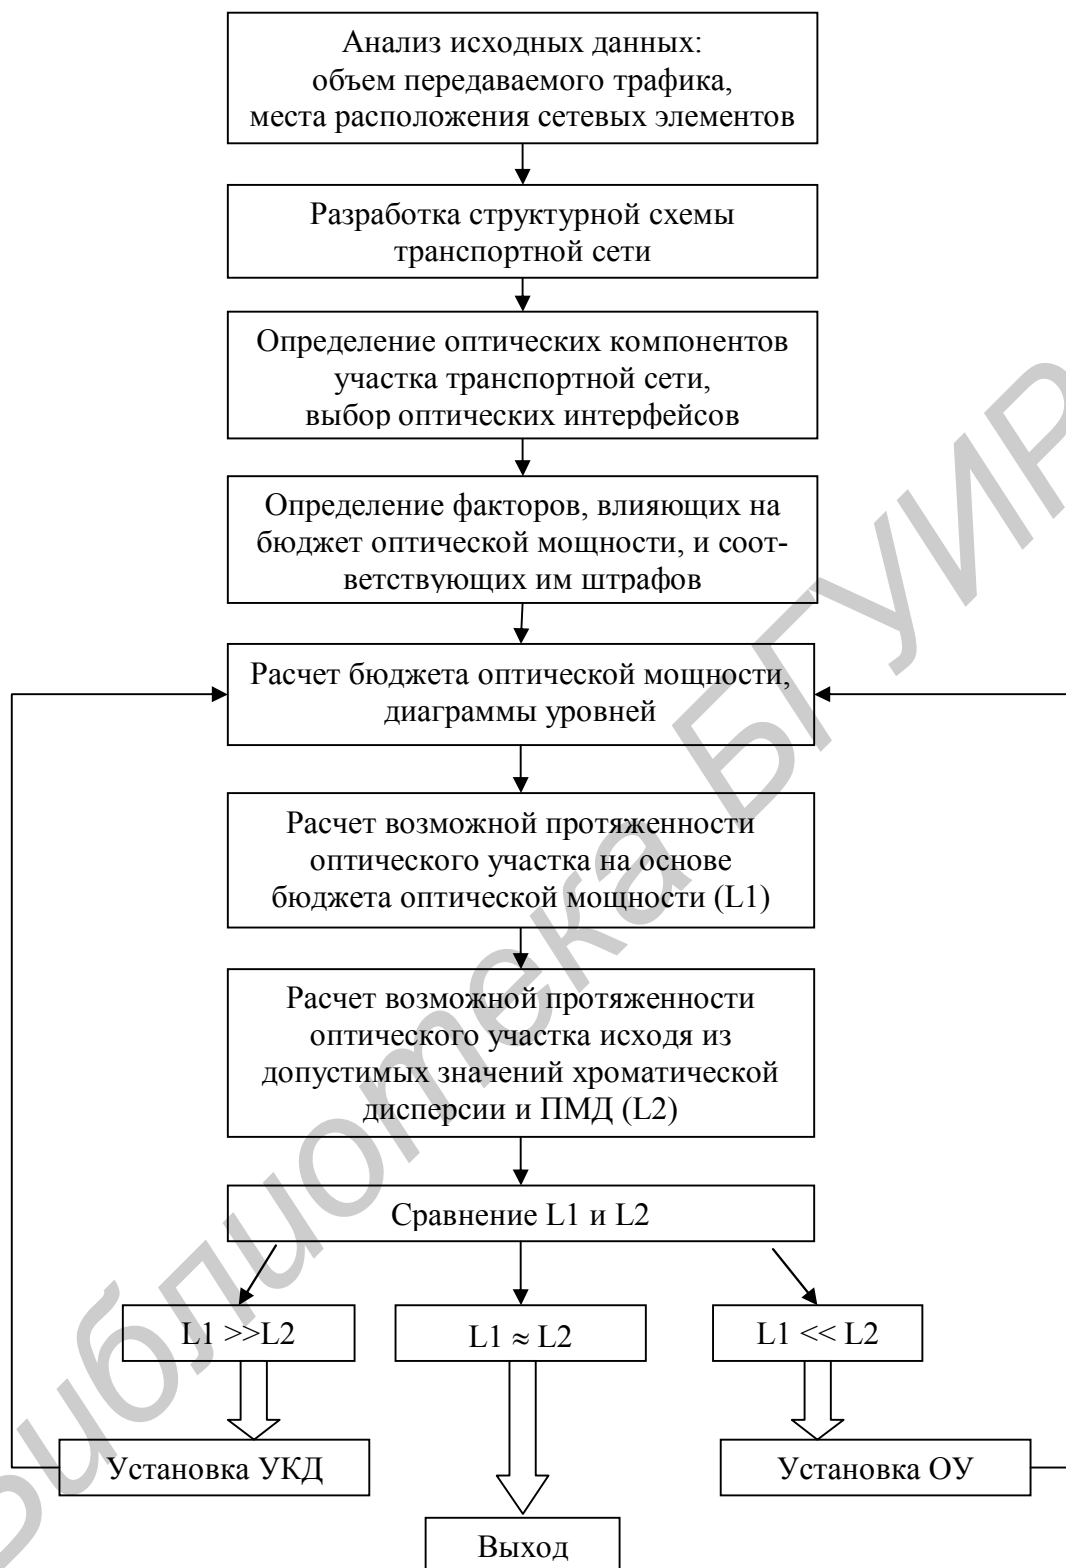 Анализ исходных данных:
объем передаваемого трафика,
места расположения сетевых элементов
Разработка структурной схемы
транспортной сети
Определение оптических компонентов
участка транспортной сети,
выбор оптических интерфейсов
Определение факторов, влияющих на
бюджет оптической мощности, и соот-
ветствующих им штрафов
Расчет бюджета оптической мощности,
диаграммы уровней
Расчет возможной протяженности
оптического участка на основе
бюджета оптической мощности (L1)
Расчет возможной протяженности
оптического участка исходя из
допустимых значений хроматической
дисперсии и ПМД (L2)
Сравнение L1 и L2
L1 >>L2
L1 ≈ L2
L1 << L2
Установка УКД
Установка ОУ
Выход
Библиотека БГУИР